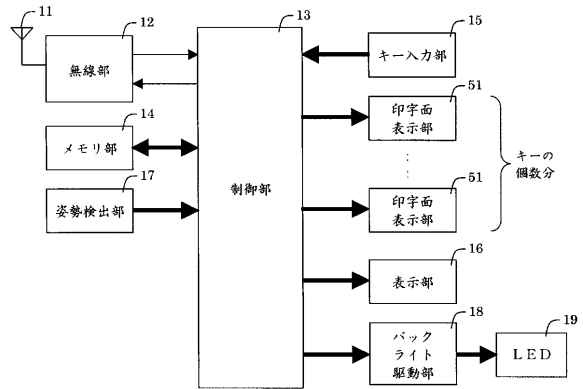 11
12
無線部
13
制御部
14
メモリ部
17
姿勢検出部
15
キー入力部
51
印字面
表示部
キーの
個数分
51
印字面
表示部
16
表示部
18
バック
ライト
駆動部
19
LED